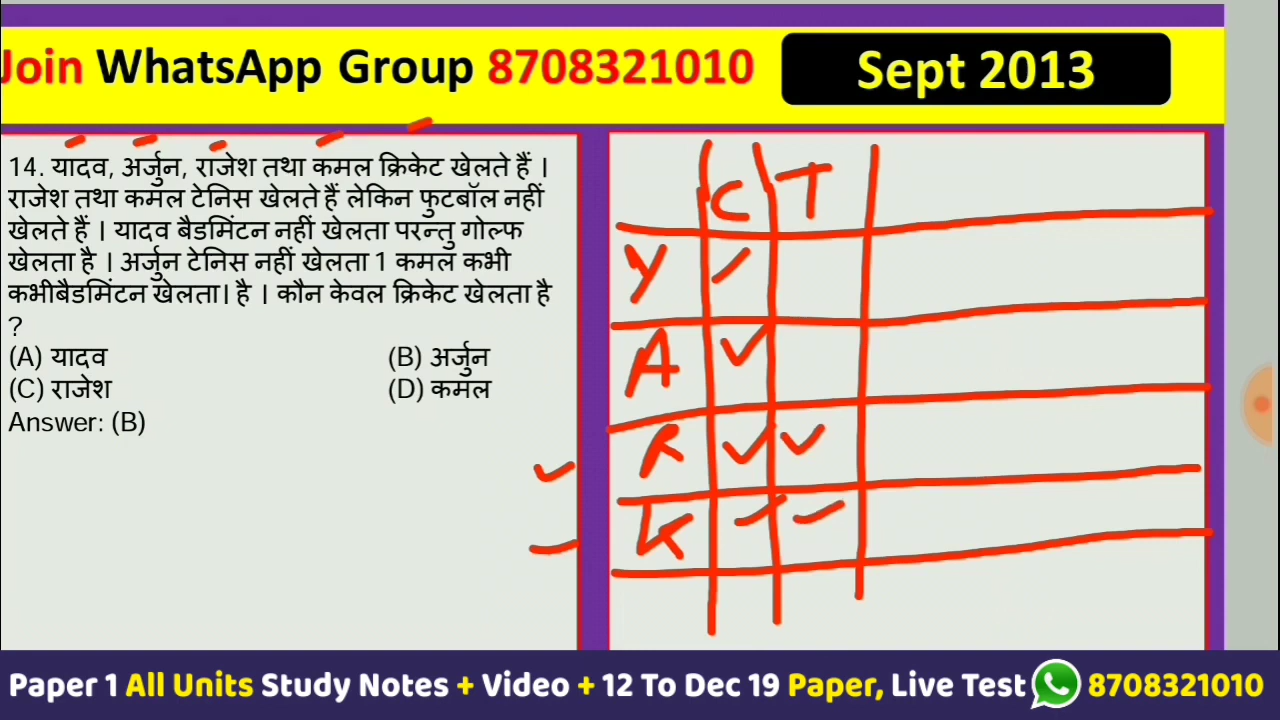 Join WhatsApp Group 8708321010
Sept 2013
14. यादव, अर्जुन, राजेश तथा कमल क्रिकेट खेलते हैं ।
राजेश तथा कमल टेनिस खेलते हैं लेकिन फुटबॉल नहीं
खेलते हैं । यादव बैडमिंटन नहीं खेलता परन्तु गोल्फ
खेलता है । अर्जुन टेनिस नहीं खेलता 1 कमल कभी
कभीबैडमिंटन खेलता। है । कौन केवल क्रिकेट खेलता है
?
(A) यादव (B) अर्जुन
(C) राजेश (D) कमल
Answer: (B)
C T
Y ✓
A ✓
R ✓ ✓
K
Paper 1 All Units Study Notes + Video + 12 To Dec 19 Paper, Live Test 8708321010